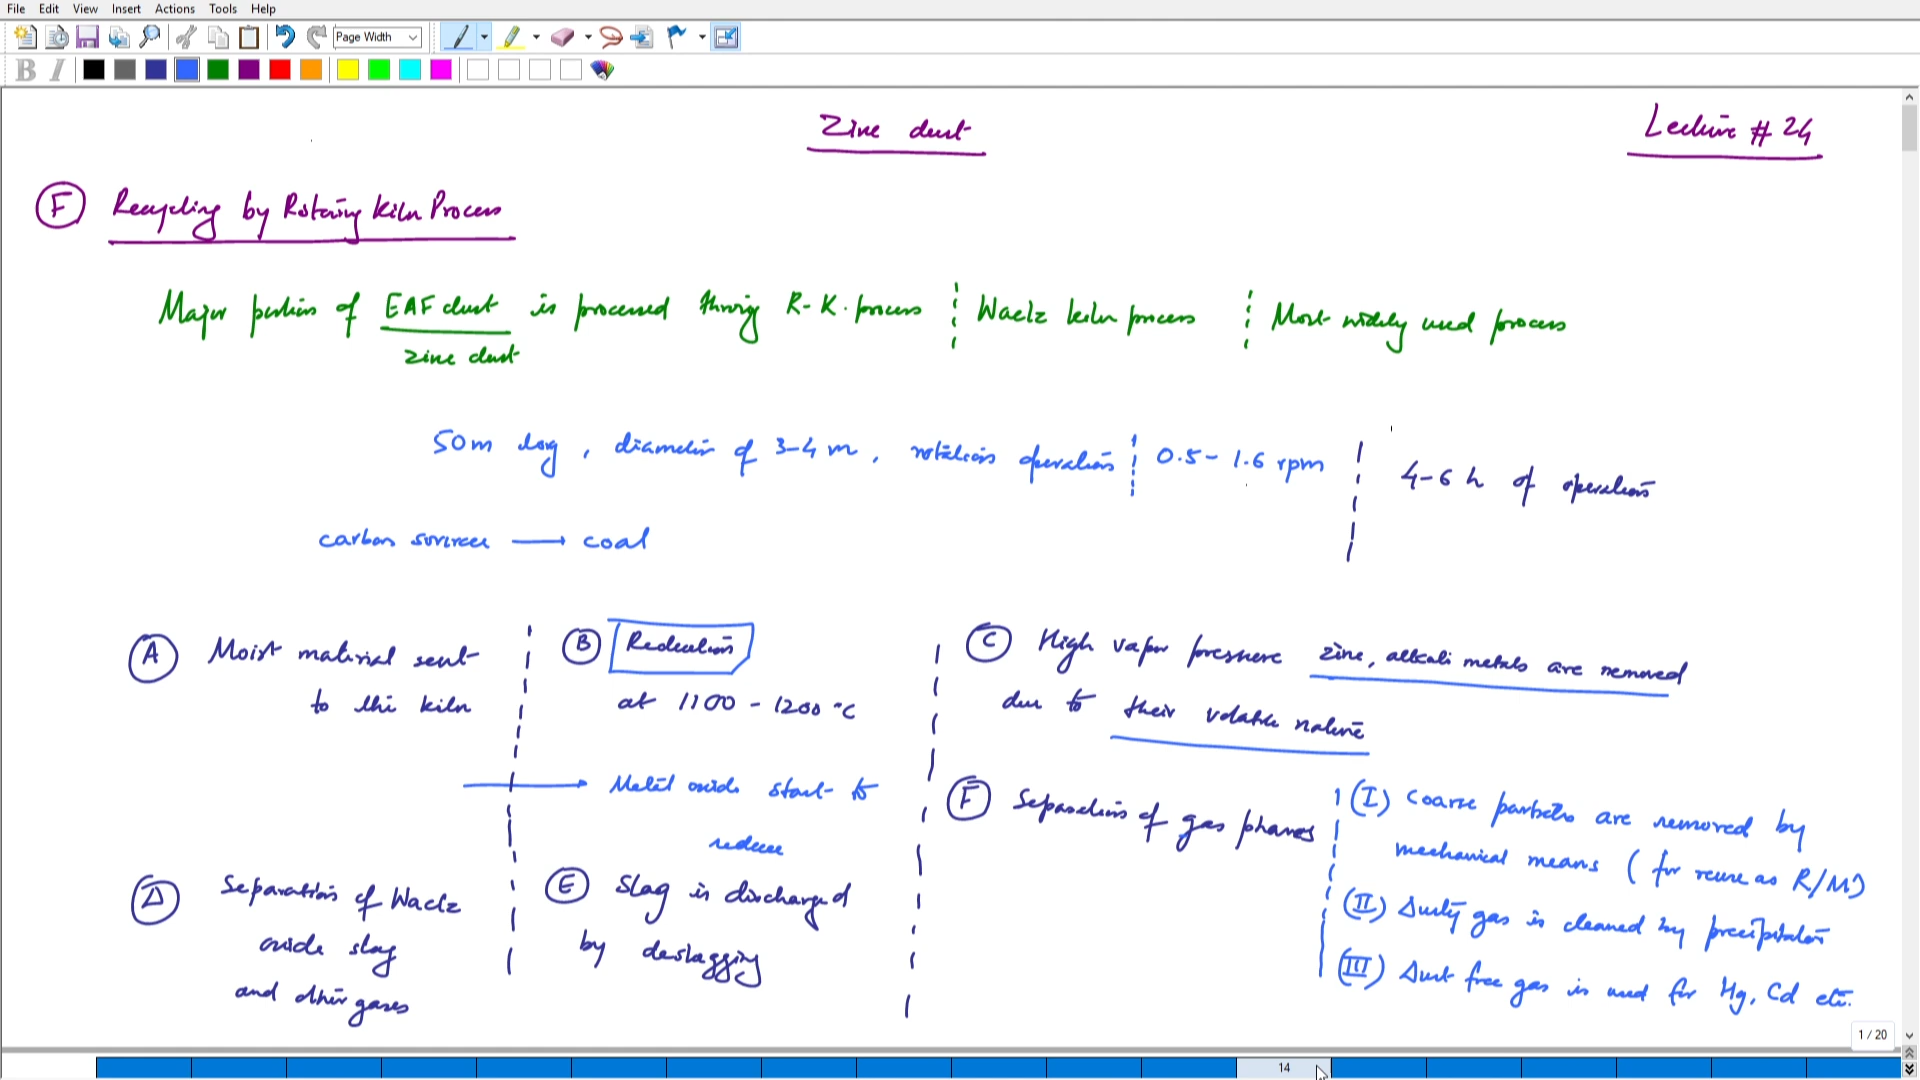 File Edit View Insert Actions Tools Help
Page Width
B I
Zinc dust
Lecture # 24
F Recycling by Rotating Kiln Process
Major portion of EAF dust is processed through R-K. process Waelz kiln process Most widely used process
zinc dust
50m long, diameter of 3-4 m, rotations operations 0.5 - 1.6 rpm 4-6 h of operations
carbon sources → coal
A Moist material sent
to the kiln
B Reduction
at 1100 - 1200 °C
→ Metal oxide start to
reduce
C High vapor pressure zinc, alkali metals are removed
due to their volatile nature
D Separation of Waelz
oxide slag
and other gases
E Slag is discharged
by deslagging
F Separation of gas phases
(I) Coarse particles are removed by
mechanical means (for reuse as R/M)
(II) Dusty gas is cleaned by precipitator
(III) Dust free gas is used for Hg, Cd etc.
1 / 20
14